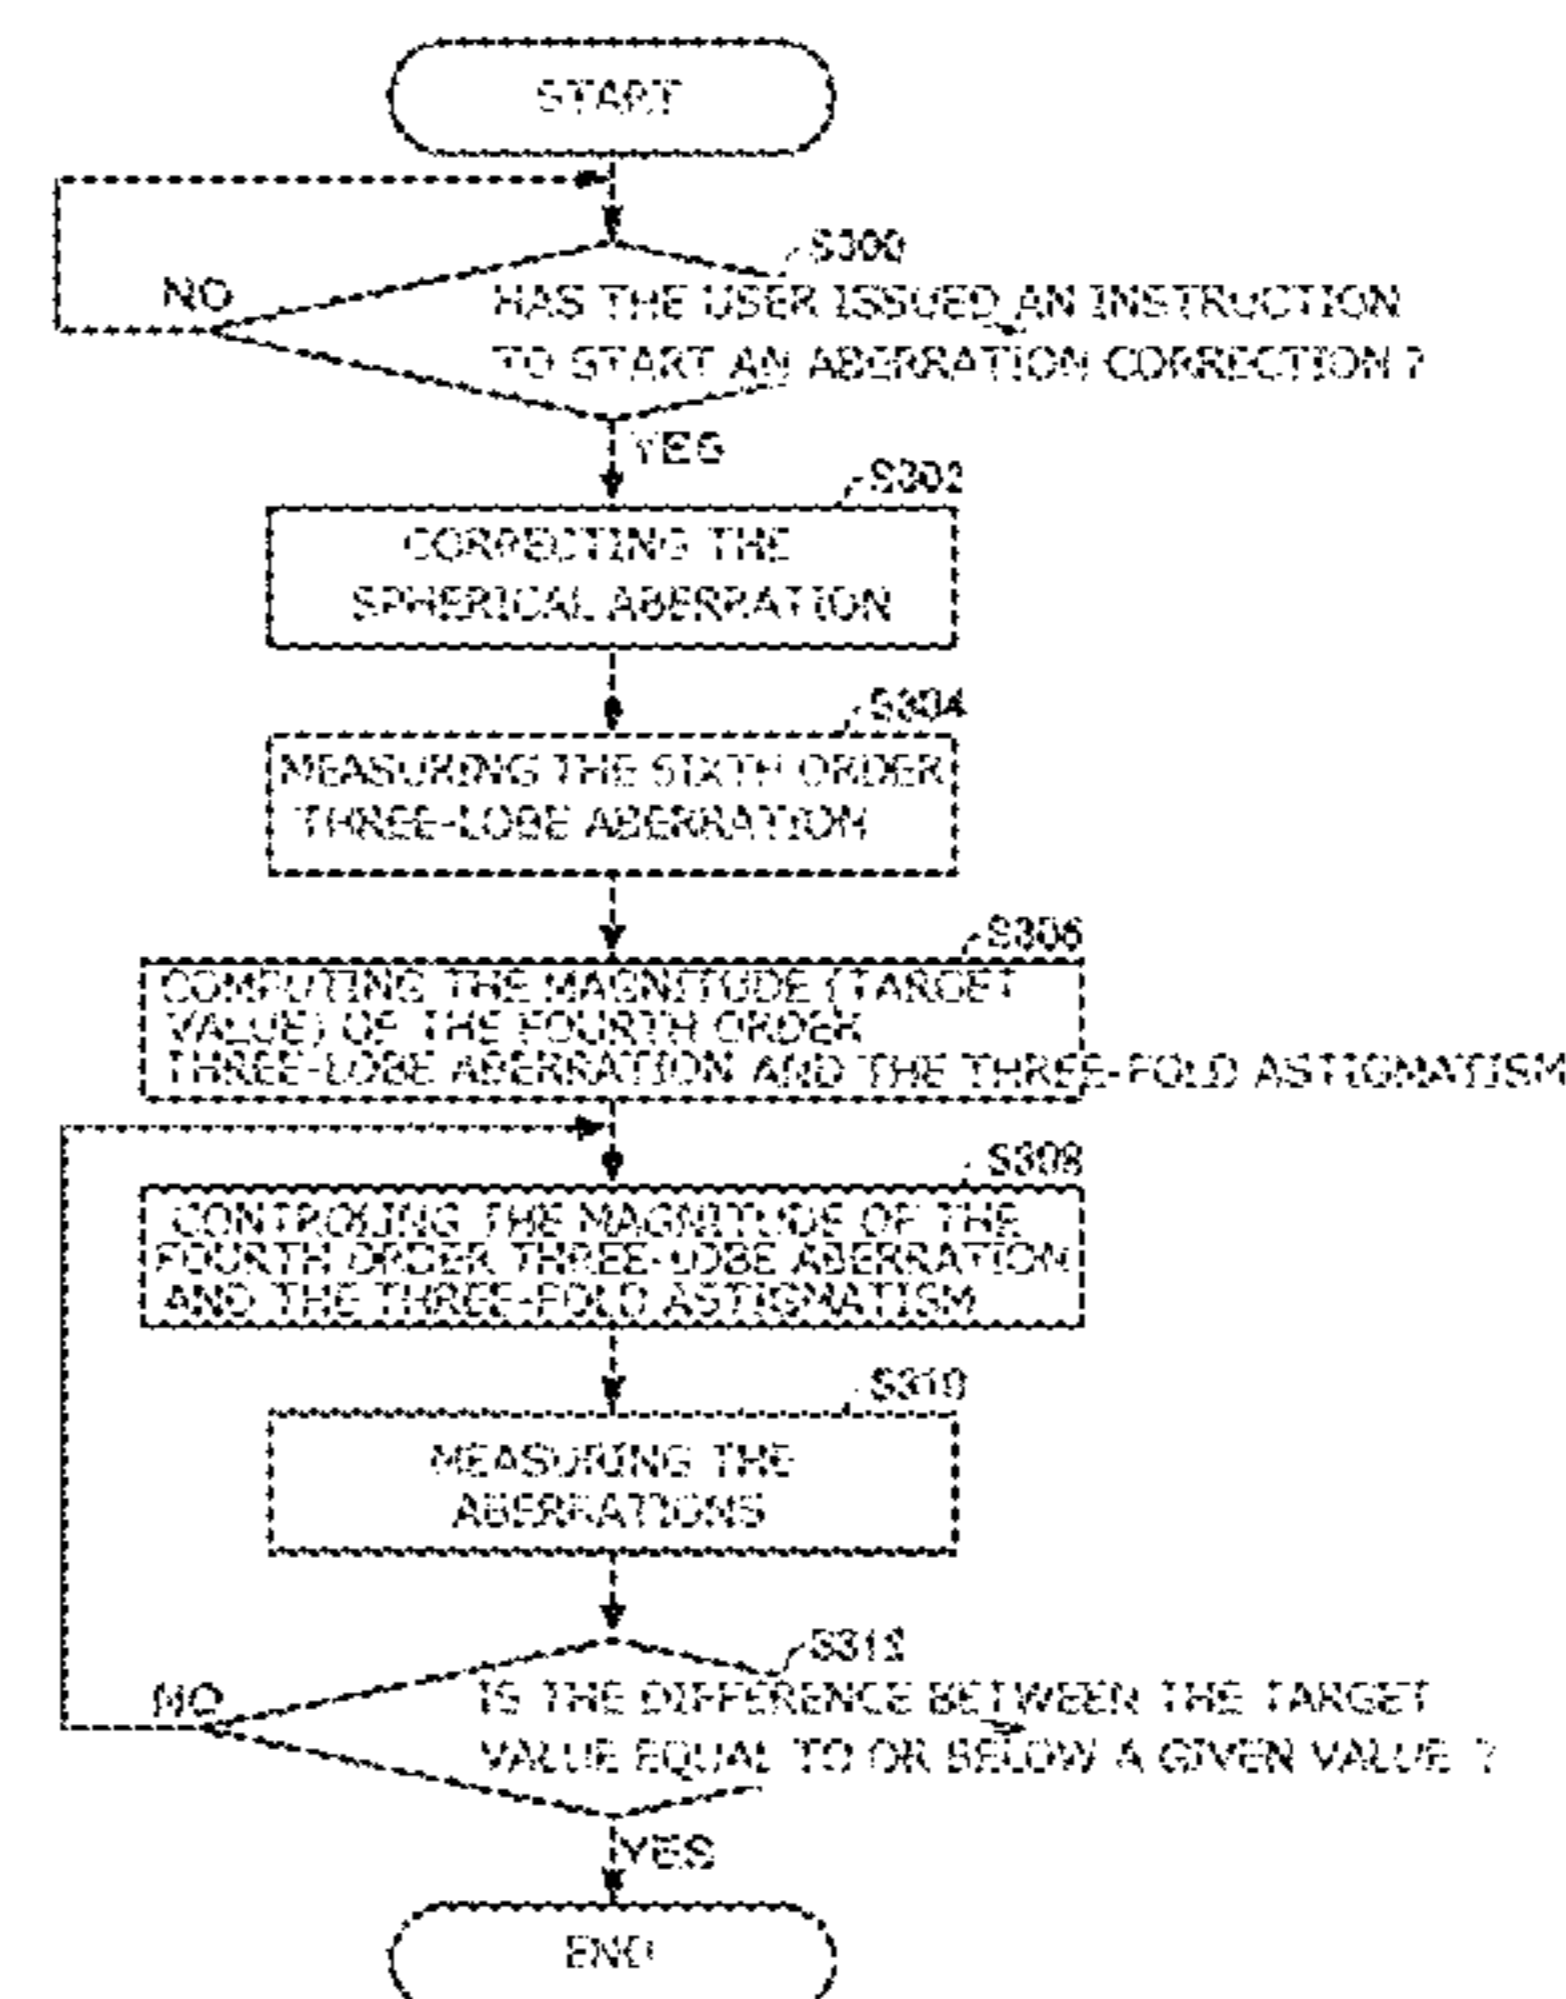 START
S300
NO
HAS THE USER ISSUED AN INSTRUCTION
TO START AN ABERRATION CORRECTION ?
YES
S302
CORRECTING THE
SPHERICAL ABERRATION
S304
MEASURING THE SIXTH ORDER
THREE-LOBE ABERRATION
S306
COMPUTING THE MAGNITUDE (TARGET
VALUE) OF THE FOURTH ORDER
THREE-LOBE ABERRATION AND THE THREE-FOLD ASTIGMATISM
S308
CONTROLING THE MAGNITUDE OF THE
FOURTH ORDER THREE-LOBE ABERRATION
AND THE THREE-FOLD ASTIGMATISM
S310
MEASURING THE
ABERRATIONS
S312
NO
IS THE DIFFERENCE BETWEEN THE TARGET
VALUE EQUAL TO OR BELOW A GIVEN VALUE ?
YES
END